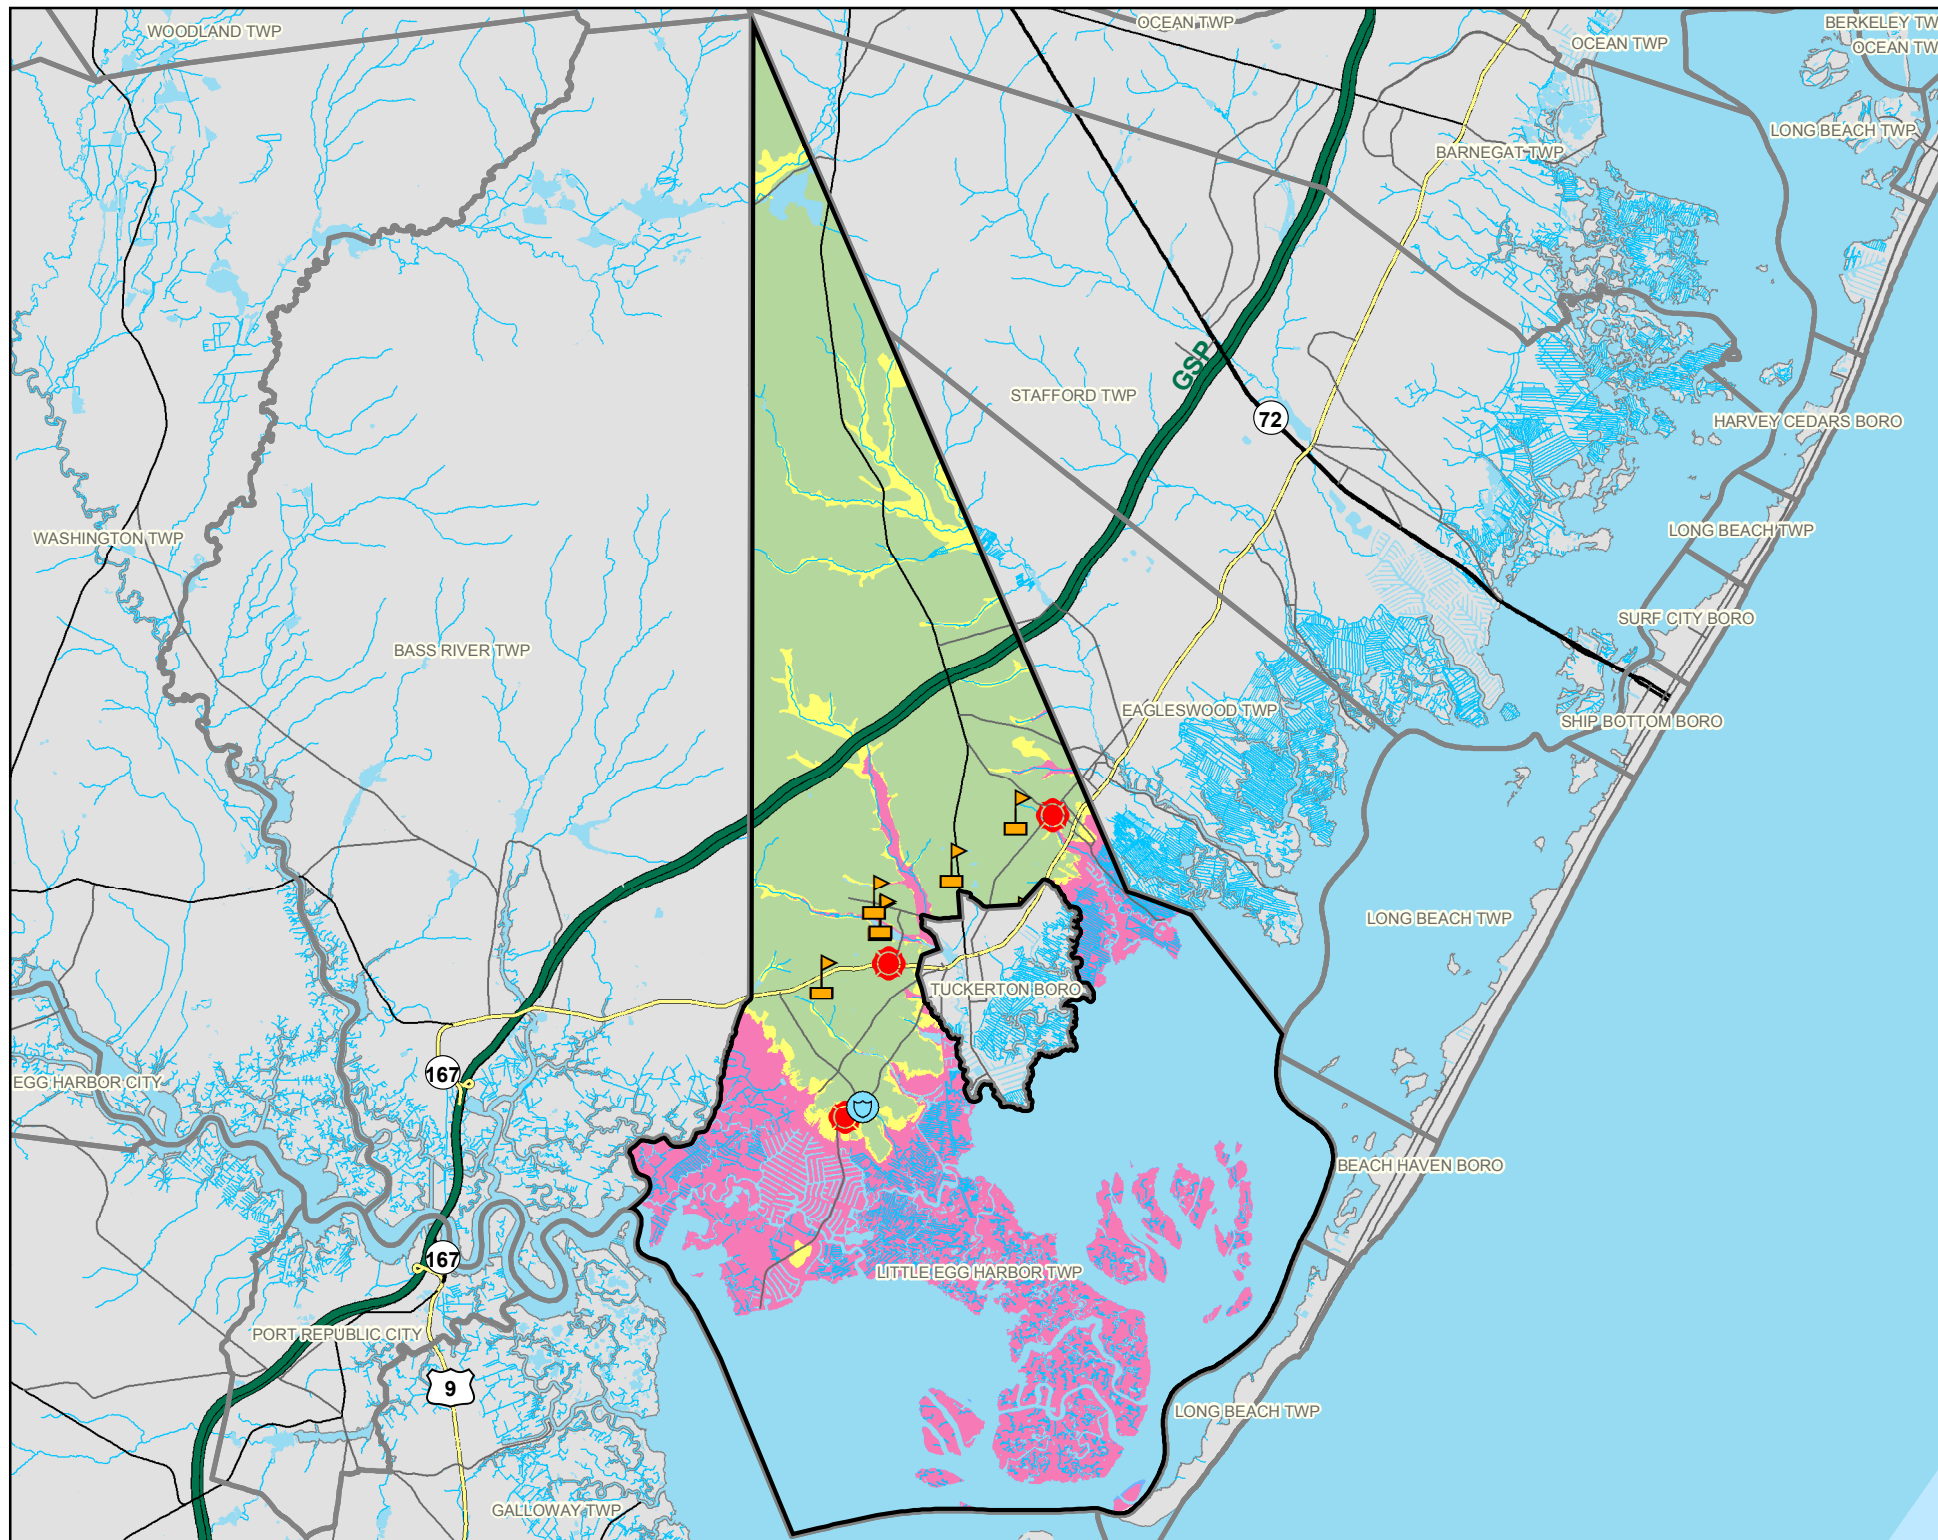 OCEAN TWP
BERKELEY TW
WOODLAND TWP
OCEAN TWP
OCEAN TW
LONG BEACH TWP
BARNEGAT TWP
GSP
STAFFORD TWP
72
HARVEY CEDARS BORO
LONG BEACH TWP
WASHINGTON TWP
SURF CITY BORO
BASS RIVER TWP
EAGLESWOOD TWP
SHIP BOTTOM BORO
LONG BEACH TWP
TUCKERTON BORO
167
EGG HARBOR CITY
BEACH HAVEN BORO
167
LITTLE EGG HARBOR TWP
PORT REPUBLIC CITY
9
LONG BEACH TWP
GALLOWAY TWP